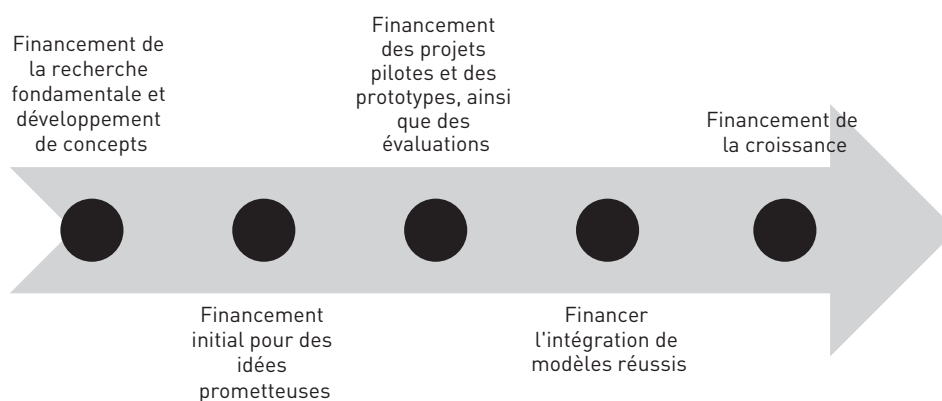 Financement de
la recherche
fondamentale et
développement
de concepts
Financement
initial pour des
idées
prometteuses
Financement
des projets
pilotes et des
prototypes, ainsi
que des
évaluations
Financer
l'intégration de
modèles réussis
Financement de
la croissance